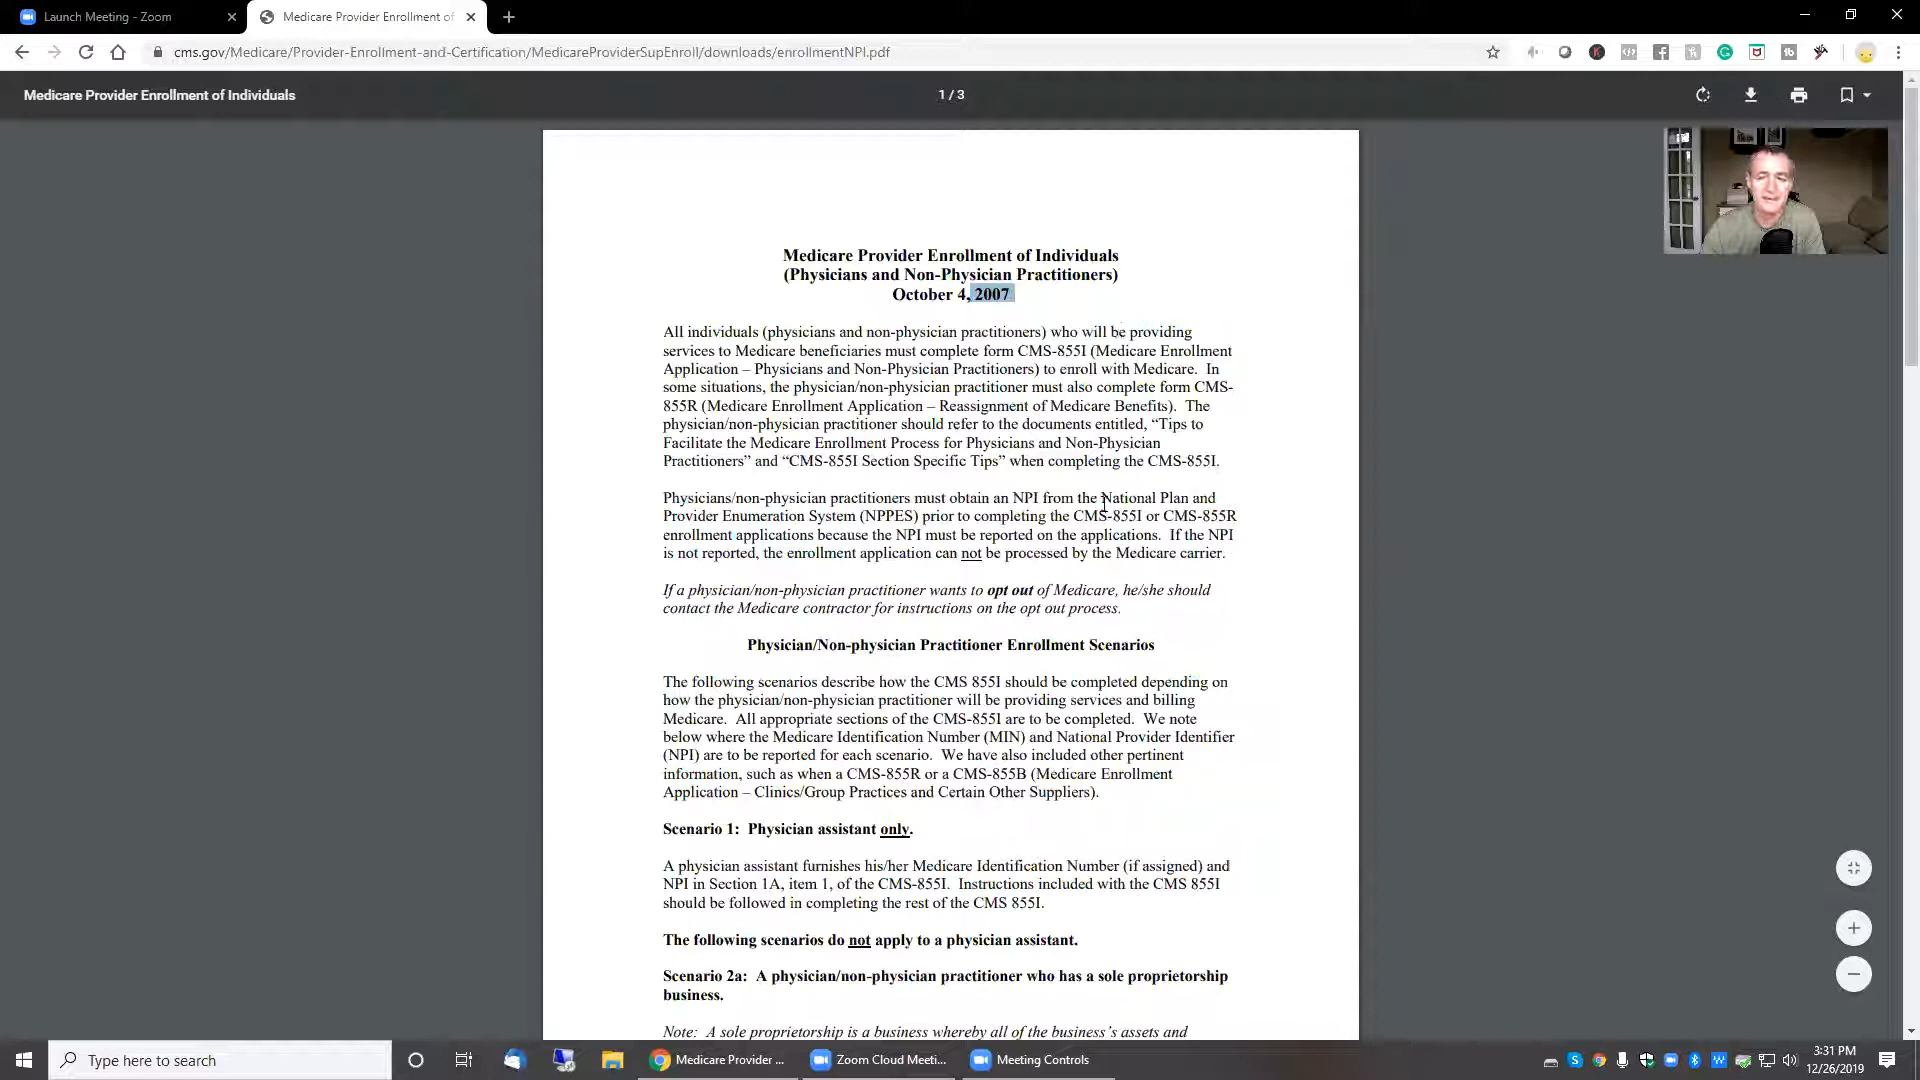 Launch Meeting - Zoom
Medicare Provider Enrollment of
cms.gov/Medicare/Provider-Enrollment-and-Certification/MedicareProviderSupEnroll/downloads/enrollmentNPI.pdf
Medicare Provider Enrollment of Individuals
1 / 3
Medicare Provider Enrollment of Individuals
(Physicians and Non-Physician Practitioners)
October 4, 2007
All individuals (physicians and non-physician practitioners) who will be providing
services to Medicare beneficiaries must complete form CMS-855I (Medicare Enrollment
Application – Physicians and Non-Physician Practitioners) to enroll with Medicare. In
some situations, the physician/non-physician practitioner must also complete form CMS-
855R (Medicare Enrollment Application – Reassignment of Medicare Benefits). The
physician/non-physician practitioner should refer to the documents entitled, “Tips to
Facilitate the Medicare Enrollment Process for Physicians and Non-Physician
Practitioners” and “CMS-855I Section Specific Tips” when completing the CMS-855I.
Physicians/non-physician practitioners must obtain an NPI from the National Plan and
Provider Enumeration System (NPPES) prior to completing the CMS-855I or CMS-855R
enrollment applications because the NPI must be reported on the applications. If the NPI
is not reported, the enrollment application can not be processed by the Medicare carrier.
If a physician/non-physician practitioner wants to opt out of Medicare, he/she should
contact the Medicare contractor for instructions on the opt out process.
Physician/Non-physician Practitioner Enrollment Scenarios
The following scenarios describe how the CMS 855I should be completed depending on
how the physician/non-physician practitioner will be providing services and billing
Medicare. All appropriate sections of the CMS-855I are to be completed. We note
below where the Medicare Identification Number (MIN) and National Provider Identifier
(NPI) are to be reported for each scenario. We have also included other pertinent
information, such as when a CMS-855R or a CMS-855B (Medicare Enrollment
Application – Clinics/Group Practices and Certain Other Suppliers).
Scenario 1: Physician assistant only.
A physician assistant furnishes his/her Medicare Identification Number (if assigned) and
NPI in Section 1A, item 1, of the CMS-855I. Instructions included with the CMS 855I
should be followed in completing the rest of the CMS 855I.
The following scenarios do not apply to a physician assistant.
Scenario 2a: A physician/non-physician practitioner who has a sole proprietorship
business.
Note: A sole proprietorship is a business whereby all of the business’s assets and
Type here to search
Medicare Provider ...
Zoom Cloud Meeti...
Meeting Controls
3:31 PM
12/26/2019